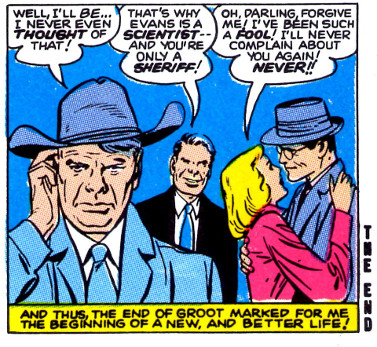 WELL, I'LL BE...
I NEVER EVEN
THOUGHT OF
THAT!
THAT'S WHY
EVANS IS A
SCIENTIST--
AND YOU'RE
ONLY A
SHERIFF!
OH, DARLING, FORGIVE
ME! I'VE BEEN SUCH
A FOOL! I'LL NEVER
COMPLAIN ABOUT
YOU AGAIN!
NEVER!!
AND THUS, THE END OF GROOT MARKED FOR ME
THE BEGINNING OF A NEW, AND BETTER LIFE!
THE END